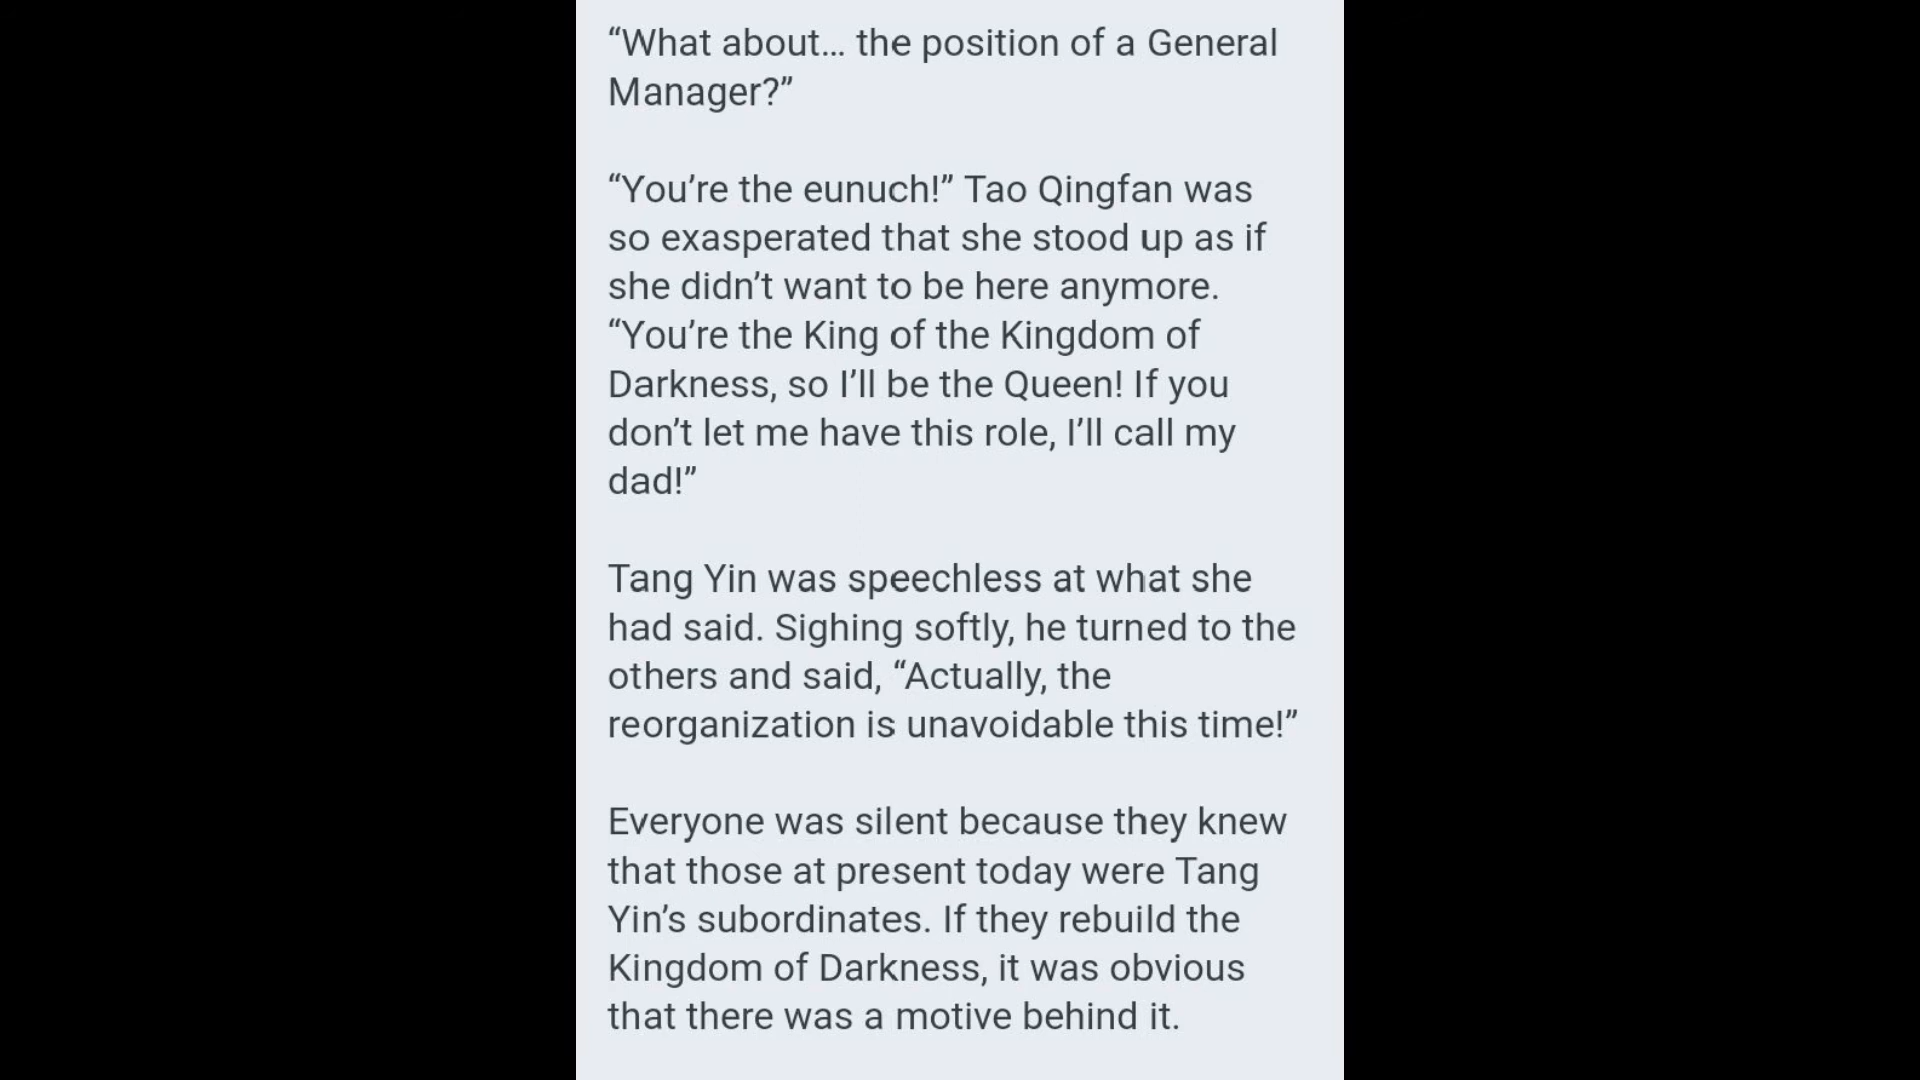 “What about… the position of a General
Manager?”
“You’re the eunuch!” Tao Qingfan was
so exasperated that she stood up as if
she didn’t want to be here anymore.
“You’re the King of the Kingdom of
Darkness, so I’ll be the Queen! If you
don’t let me have this role, I’ll call my
dad!”
Tang Yin was speechless at what she
had said. Sighing softly, he turned to the
others and said, “Actually, the
reorganization is unavoidable this time!”
Everyone was silent because they knew
that those at present today were Tang
Yin’s subordinates. If they rebuild the
Kingdom of Darkness, it was obvious
that there was a motive behind it.